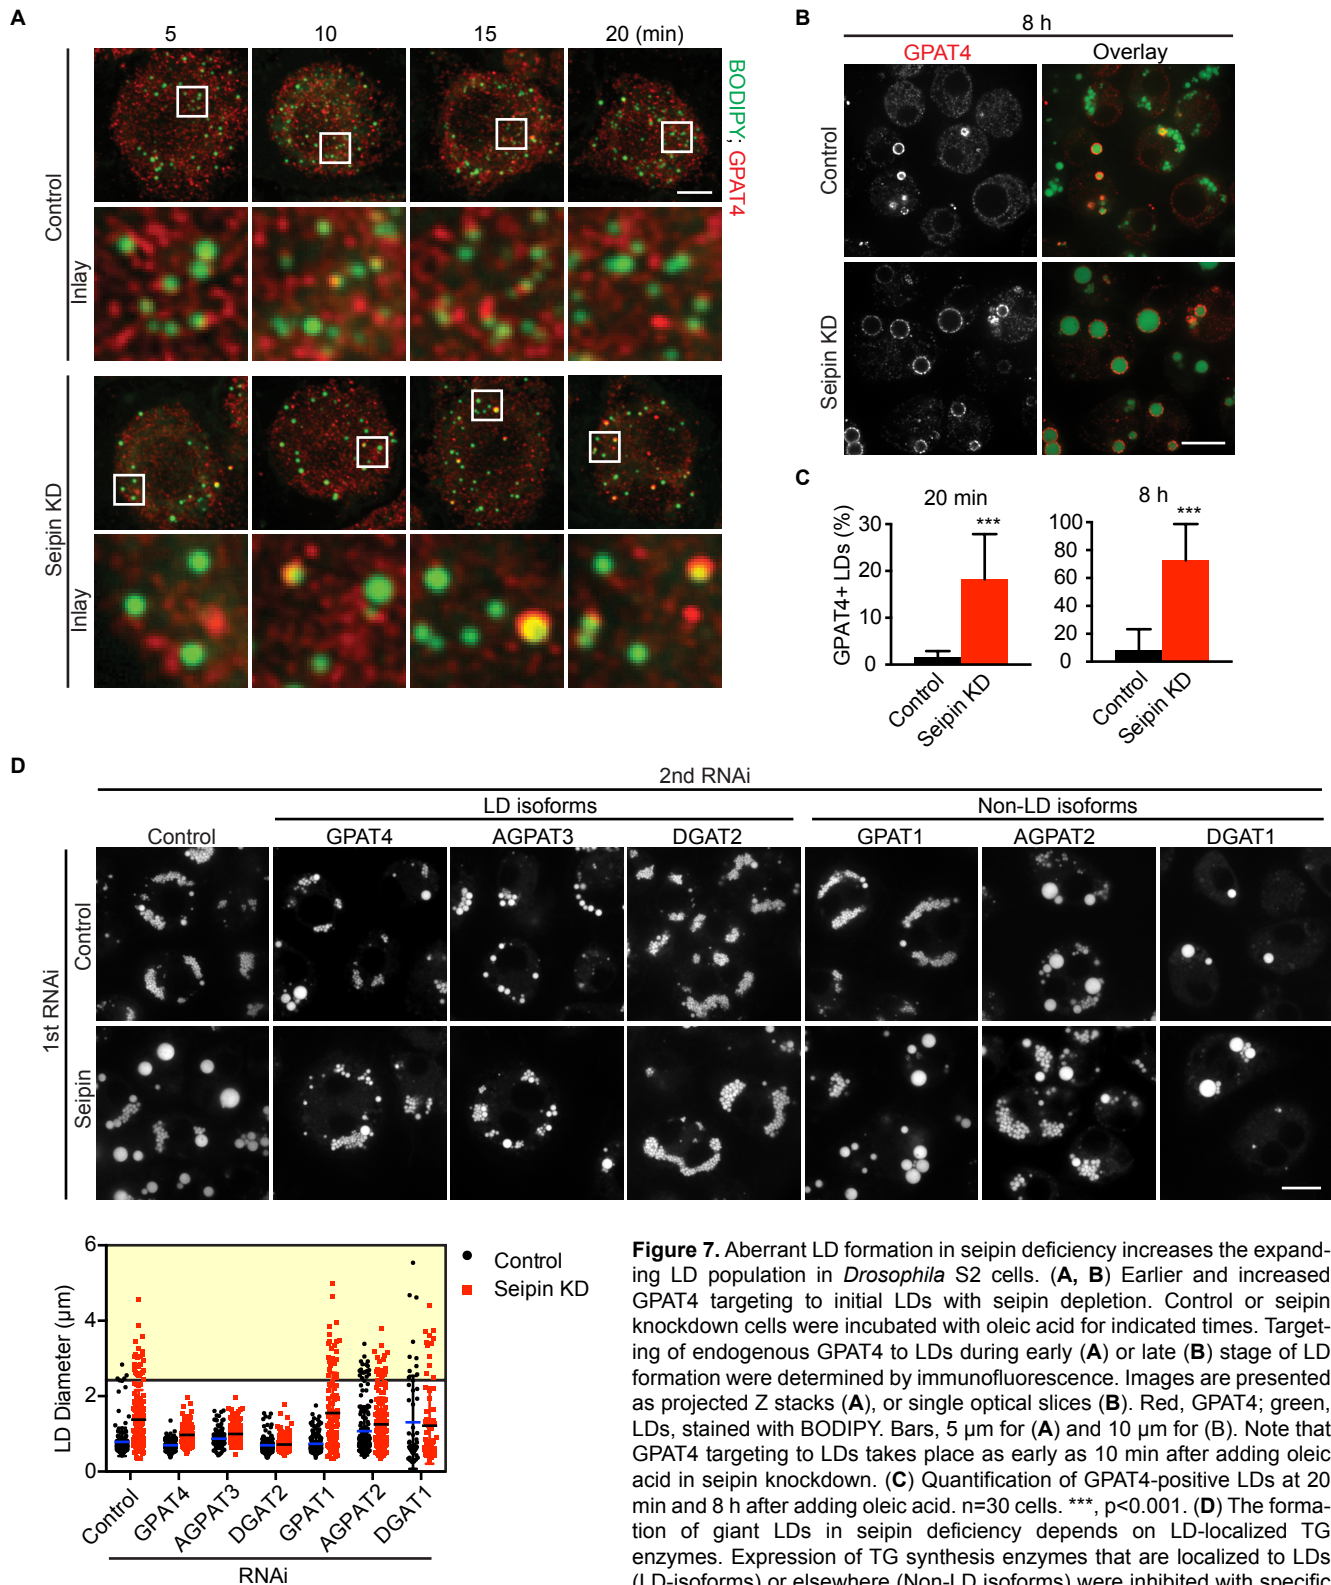 A
5 10 15 20 (min)
Control
Inlay
Seipin KD
Inlay
BODIPY; GPAT4
B
8 h
GPAT4 Overlay
Control
Seipin KD
C
20 min 8 h
GPAT4+ LDs (%)
30
20
10
0
***
Control
Seipin KD
100
80
60
40
20
0
***
Control
Seipin KD
D
2nd RNAi
LD isoforms Non-LD isoforms
Control GPAT4 AGPAT3 DGAT2 GPAT1 AGPAT2 DGAT1
1st RNAi
Control
Seipin
LD Diameter (µm)
6
4
2
0
Control
GPAT4
AGPAT3
DGAT2
GPAT1
AGPAT2
DGAT1
RNAi
Control
Seipin KD
Figure 7. Aberrant LD formation in seipin deficiency increases the expand-
ing LD population in Drosophila S2 cells. (A, B) Earlier and increased
GPAT4 targeting to initial LDs with seipin depletion. Control or seipin
knockdown cells were incubated with oleic acid for indicated times. Target-
ing of endogenous GPAT4 to LDs during early (A) or late (B) stage of LD
formation were determined by immunofluorescence. Images are presented
as projected Z stacks (A), or single optical slices (B). Red, GPAT4; green,
LDs, stained with BODIPY. Bars, 5 µm for (A) and 10 µm for (B). Note that
GPAT4 targeting to LDs takes place as early as 10 min after adding oleic
acid in seipin knockdown. (C) Quantification of GPAT4-positive LDs at 20
min and 8 h after adding oleic acid. n=30 cells. ***, p<0.001. (D) The forma-
tion of giant LDs in seipin deficiency depends on LD-localized TG
enzymes. Expression of TG synthesis enzymes that are localized to LDs
(LD-isoforms) or elsewhere (Non-LD isoforms) were inhibited with specific